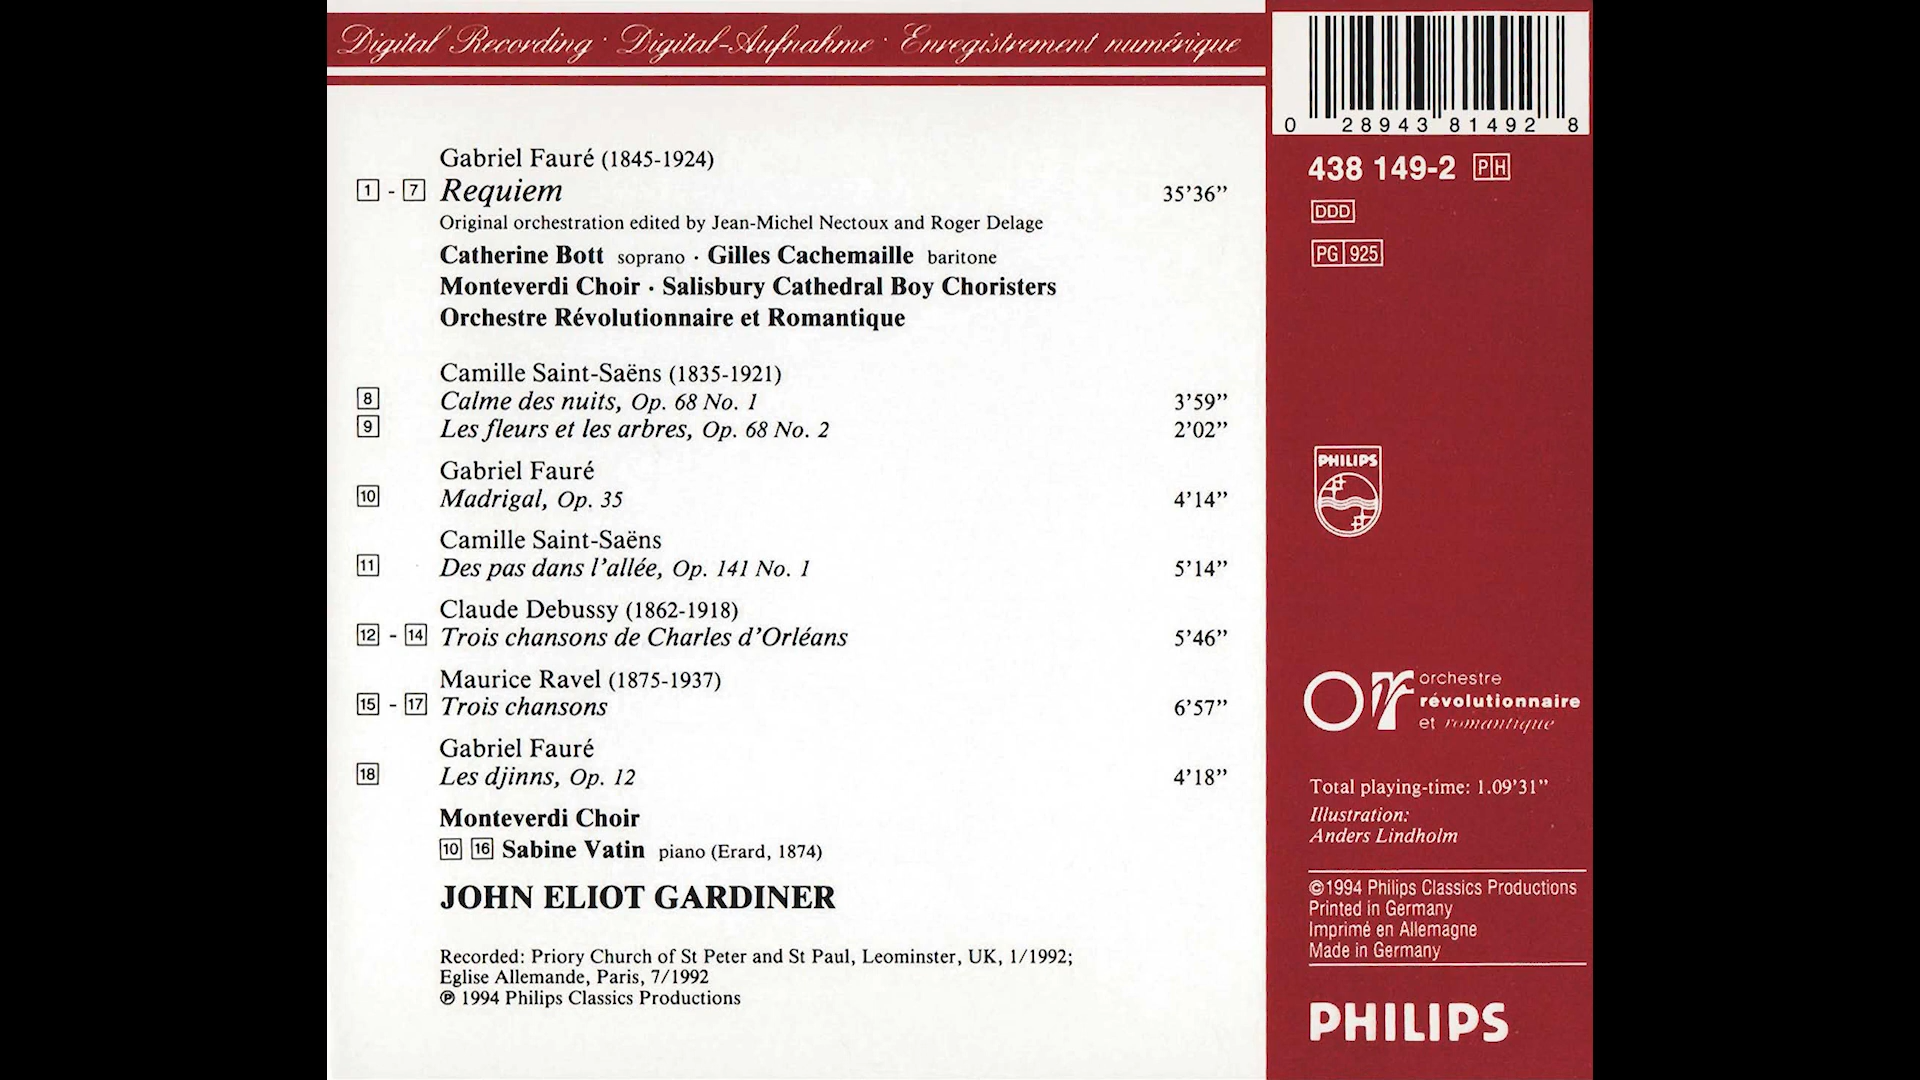 Digital Recording · Digital-Aufnahme · Enregistrement numérique
Gabriel Fauré (1845-1924)
1 - 7 Requiem 35’36”
Original orchestration edited by Jean-Michel Nectoux and Roger Delage
Catherine Bott soprano · Gilles Cachemaille baritone
Monteverdi Choir · Salisbury Cathedral Boy Choristers
Orchestre Révolutionnaire et Romantique
Camille Saint-Saëns (1835-1921)
8 Calme des nuits, Op. 68 No. 1 3’59”
9 Les fleurs et les arbres, Op. 68 No. 2 2’02”
Gabriel Fauré
10 Madrigal, Op. 35 4’14”
Camille Saint-Saëns
11 Des pas dans l’allée, Op. 141 No. 1 5’14”
Claude Debussy (1862-1918)
12 - 14 Trois chansons de Charles d’Orléans 5’46”
Maurice Ravel (1875-1937)
15 - 17 Trois chansons 6’57”
Gabriel Fauré
18 Les djinns, Op. 12 4’18”
Monteverdi Choir
10 16 Sabine Vatin piano (Erard, 1874)
JOHN ELIOT GARDINER
Recorded: Priory Church of St Peter and St Paul, Leominster, UK, 1/1992;
Eglise Allemande, Paris, 7/1992
℗ 1994 Philips Classics Productions
0 28943 81492 8
438 149-2 PH
DDD
PG 925
PHILIPS
or orchestre
révolutionnaire
et romantique
Total playing-time: 1.09’31”
Illustration:
Anders Lindholm
©1994 Philips Classics Productions
Printed in Germany
Imprimé en Allemagne
Made in Germany
PHILIPS